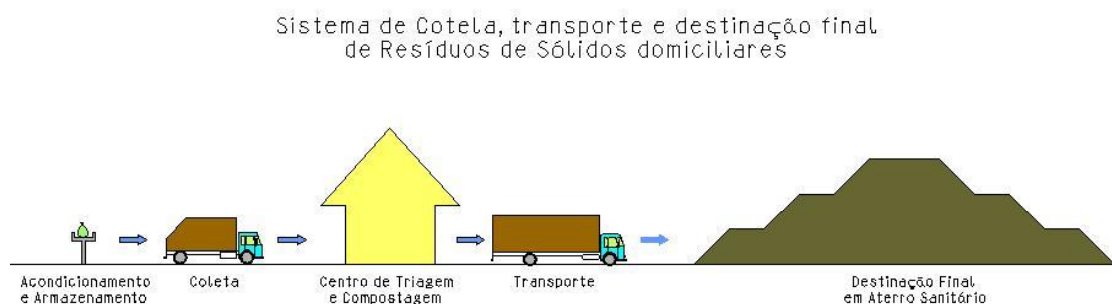 Sistema de Cotela, transporte e destinação final
de Resíduos de Sólidos domiciliares
Acondicionamento
e Armazenamento
Coleta
Centro de Triagem
e Compostagem
Transporte
Destinação Final
em Aterro Sanitário